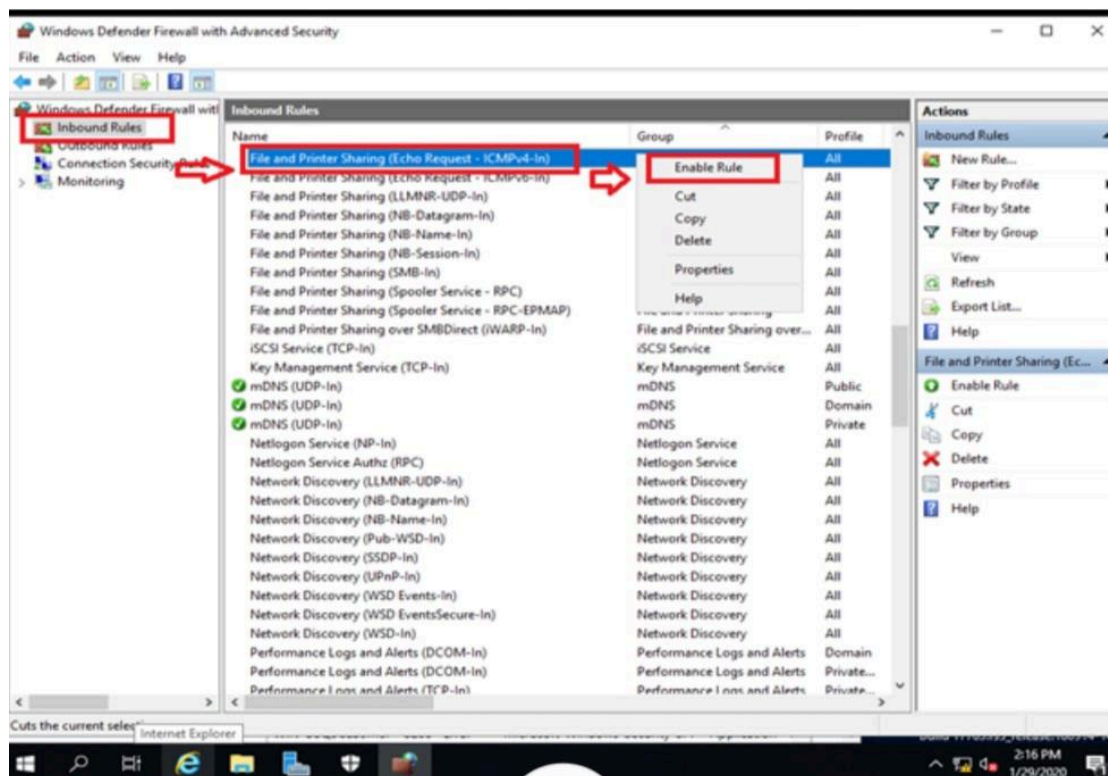 Windows Defender Firewall with Advanced Security
File Action View Help
Windows Defender Firewall wit
Inbound Rules
Outbound Rules
Connection Security
Monitoring
Inbound Rules
Name Group Profile
File and Printer Sharing (Echo Request - ICMPv4-In) All
File and Printer Sharing (Echo Request - ICMPv6-In) All
File and Printer Sharing (LLMNR-UDP-In) All
File and Printer Sharing (NB-Datagram-In) All
File and Printer Sharing (NB-Name-In) All
File and Printer Sharing (NB-Session-In) All
File and Printer Sharing (SMB-In) All
File and Printer Sharing (Spooler Service - RPC) All
File and Printer Sharing (Spooler Service - RPC-EPMAP) File and Printer Sharing All
File and Printer Sharing over SMBDirect (iWARP-In) File and Printer Sharing over... All
iSCSI Service (TCP-In) iSCSI Service All
Key Management Service (TCP-In) Key Management Service All
mDNS (UDP-In) mDNS Public
mDNS (UDP-In) mDNS Domain
mDNS (UDP-In) mDNS Private
Netlogon Service (NP-In) Netlogon Service All
Netlogon Service Authz (RPC) Netlogon Service All
Network Discovery (LLMNR-UDP-In) Network Discovery All
Network Discovery (NB-Datagram-In) Network Discovery All
Network Discovery (NB-Name-In) Network Discovery All
Network Discovery (Pub-WSD-In) Network Discovery All
Network Discovery (SSDP-In) Network Discovery All
Network Discovery (UPnP-In) Network Discovery All
Network Discovery (WSD Events-In) Network Discovery All
Network Discovery (WSD EventsSecure-In) Network Discovery All
Network Discovery (WSD-In) Network Discovery All
Performance Logs and Alerts (DCOM-In) Performance Logs and Alerts Domain
Performance Logs and Alerts (DCOM-In) Performance Logs and Alerts Private...
Performance Logs and Alerts (TCP-In) Performance Logs and Alerts Private...
Enable Rule
Cut
Copy
Delete
Properties
Help
Actions
Inbound Rules
New Rule...
Filter by Profile
Filter by State
Filter by Group
View
Refresh
Export List...
Help
File and Printer Sharing (Ec...
Enable Rule
Cut
Copy
Delete
Properties
Help
Cuts the current selec
Internet Explorer
2:16 PM
1/29/2020